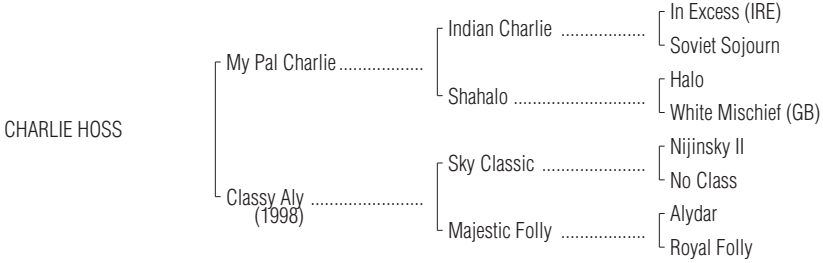 In Excess (IRE)
Indian Charlie ..................
Soviet Sojourn
My Pal Charlie ..................
Halo
Shahalo ............................
White Mischief (GB)
CHARLIE HOSS
Nijinsky II
Sky Classic ......................
No Class
Classy Aly ........................
(1998)
Alydar
Majestic Folly ..................
Royal Folly